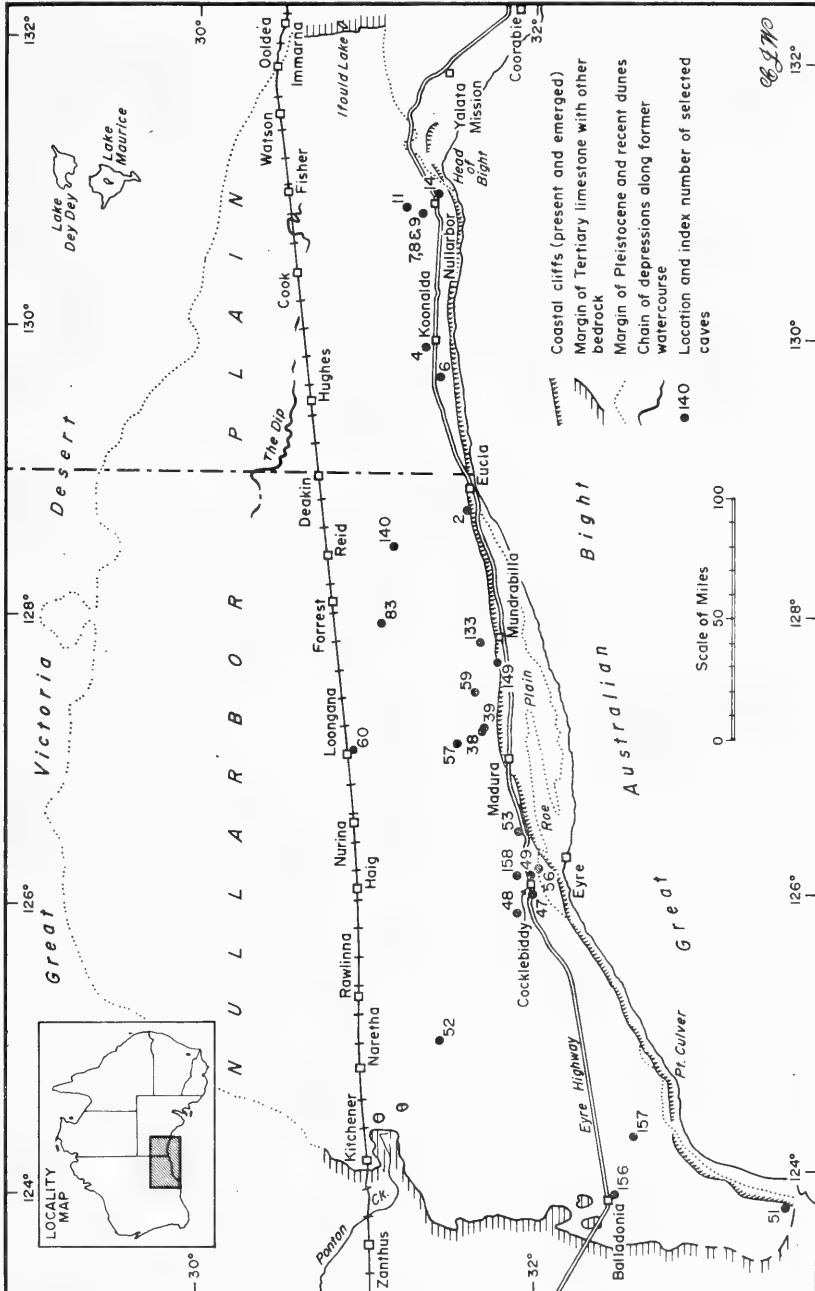 LOCALITY
MAP
Great Victoria Desert
NULLARBOR PLAIN
Lake
Dey Dey
Lake
Maurice
P
The Dip
Ponton
Ck.
Zanthus
Kitchener
Naretha
Rawlinna
Haig
Nurina
Loongana
Forrest
Reid
Deakin
Hughes
Cook
Fisher
Watson
Immarna
Ooldea
Ifould Lake
Balladonia
Eyre Highway
Cocklebiddy
Madura
Mundrabilla
Eucla
Koonalda
Nullarbor
Head
of
Bight
Yalata
Mission
Coorabie
Eyre
Roe Plain
Pt. Culver
Great Australian Bight
51
156
157
52
48
47
158
49
56
53
57
38
39
59
60
133
149
83
140
2
6
4
7,8&9
11
14
124°
126°
128°
130°
132°
124°
126°
128°
130°
132°
30°
32°
30°
32°
Scale of Miles
0 50 100
Coastal cliffs (present and emerged)
Margin of Tertiary limestone with other
bedrock
Margin of Pleistocene and recent dunes
Chain of depressions along former
watercourse
140 Location and index number of selected
caves